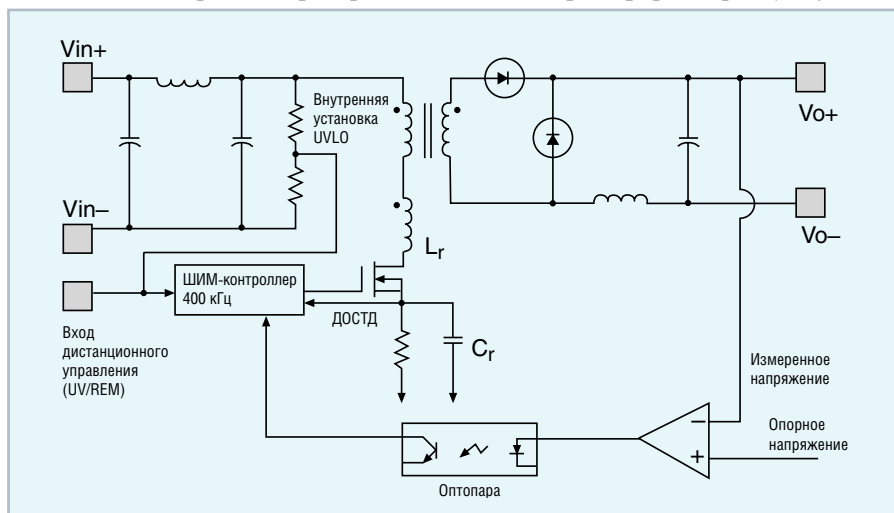 Vin+
Внутренняя
установка
UVLO
Vo+
Vin–
Vo–
Lr
ШИМ-контроллер
400 кГц
ДОСТД
Вход
дистанционного
управления
(UV/REM)
Cr
Измеренное
напряжение
–
Опорное
напряжение
+
Оптопара